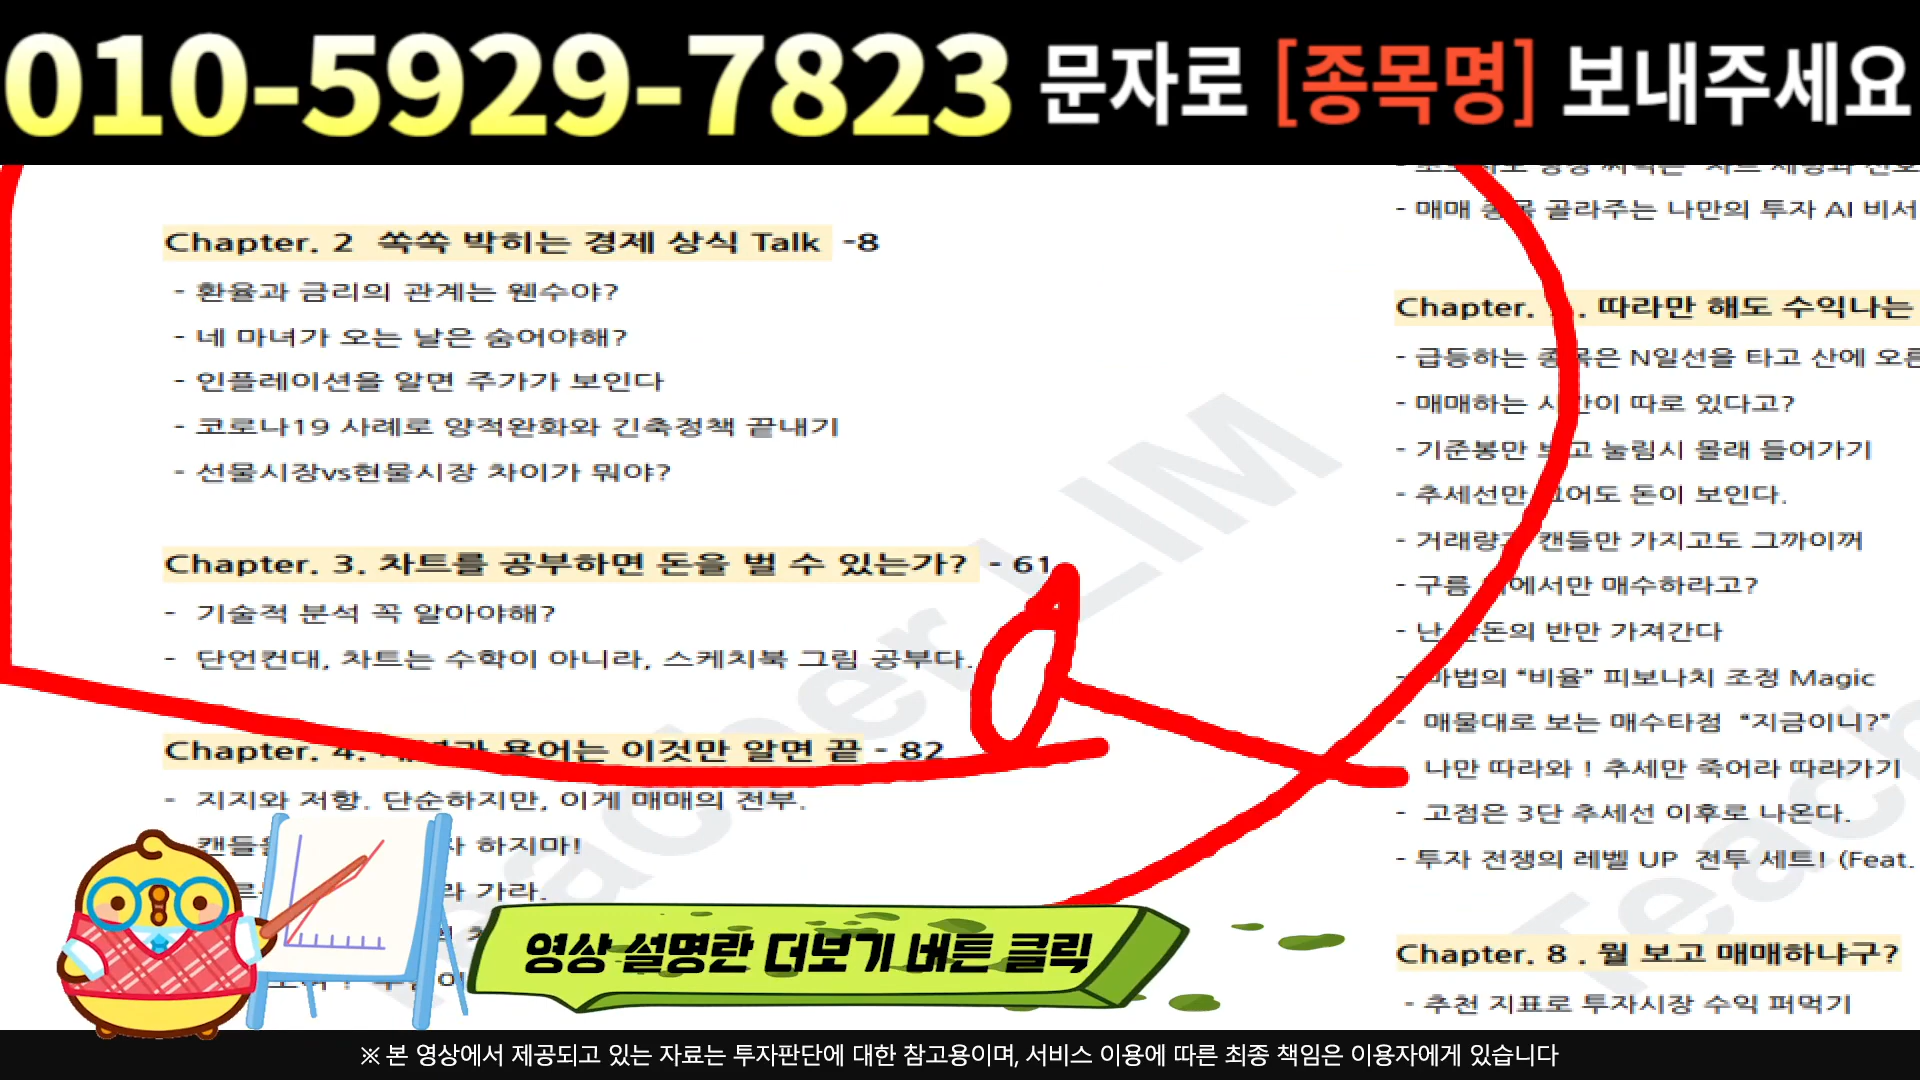 010-5929-7823 문자로 [종목명] 보내주세요
Chapter. 2 쏙쏙 박히는 경제 상식 Talk -8
- 환율과 금리의 관계는 웬수야?
- 네 마녀가 오는 날은 숨어야해?
- 인플레이션을 알면 주가가 보인다
- 코로나19 사례로 양적완화와 긴축정책 끝내기
- 선물시장vs현물시장 차이가 뭐야?
Chapter. 3. 차트를 공부하면 돈을 벌 수 있는가? - 61
- 기술적 분석 꼭 알아야해?
- 단언컨대, 차트는 수학이 아니라, 스케치북 그림 공부다.
Chapter. 4. 용어는 이것만 알면 끝 - 82
- 지지와 저항. 단순하지만, 이게 매매의 전부.
하지마!
가라.
- 매매 종목 골라주는 나만의 투자 AI 비서
Chapter. 따라만 해도 수익나는
- 급등하는 종목은 N일선을 타고 산에
- 매매하는 시간이 따로 있다고?
- 기준봉만 보고 눌림시 몰래 들어가기
- 추세선만 그어도 돈이 보인다.
- 거래량과 캔들만 가지고도 그까이꺼
- 구름 위에서만 매수하라고?
- 난 반만 가져간다
- 마법의 “비율” 피보나치 조정 Magic
- 매물대로 보는 매수타점 “지금이니?”
나만 따라와 ! 추세만 죽어라 따라가기
- 고점은 3단 추세선 이후로 나온다.
- 투자 전쟁의 레벨 UP 전투 세트! (Feat.
Chapter. 8 . 뭘 보고 매매하냐구?
- 추천 지표로 투자시장 수익 퍼먹기
Teacher LIM
Teach
영상 설명란 더보기 버튼 클릭
※ 본 영상에서 제공되고 있는 자료는 투자판단에 대한 참고용이며, 서비스 이용에 따른 최종 책임은 이용자에게 있습니다